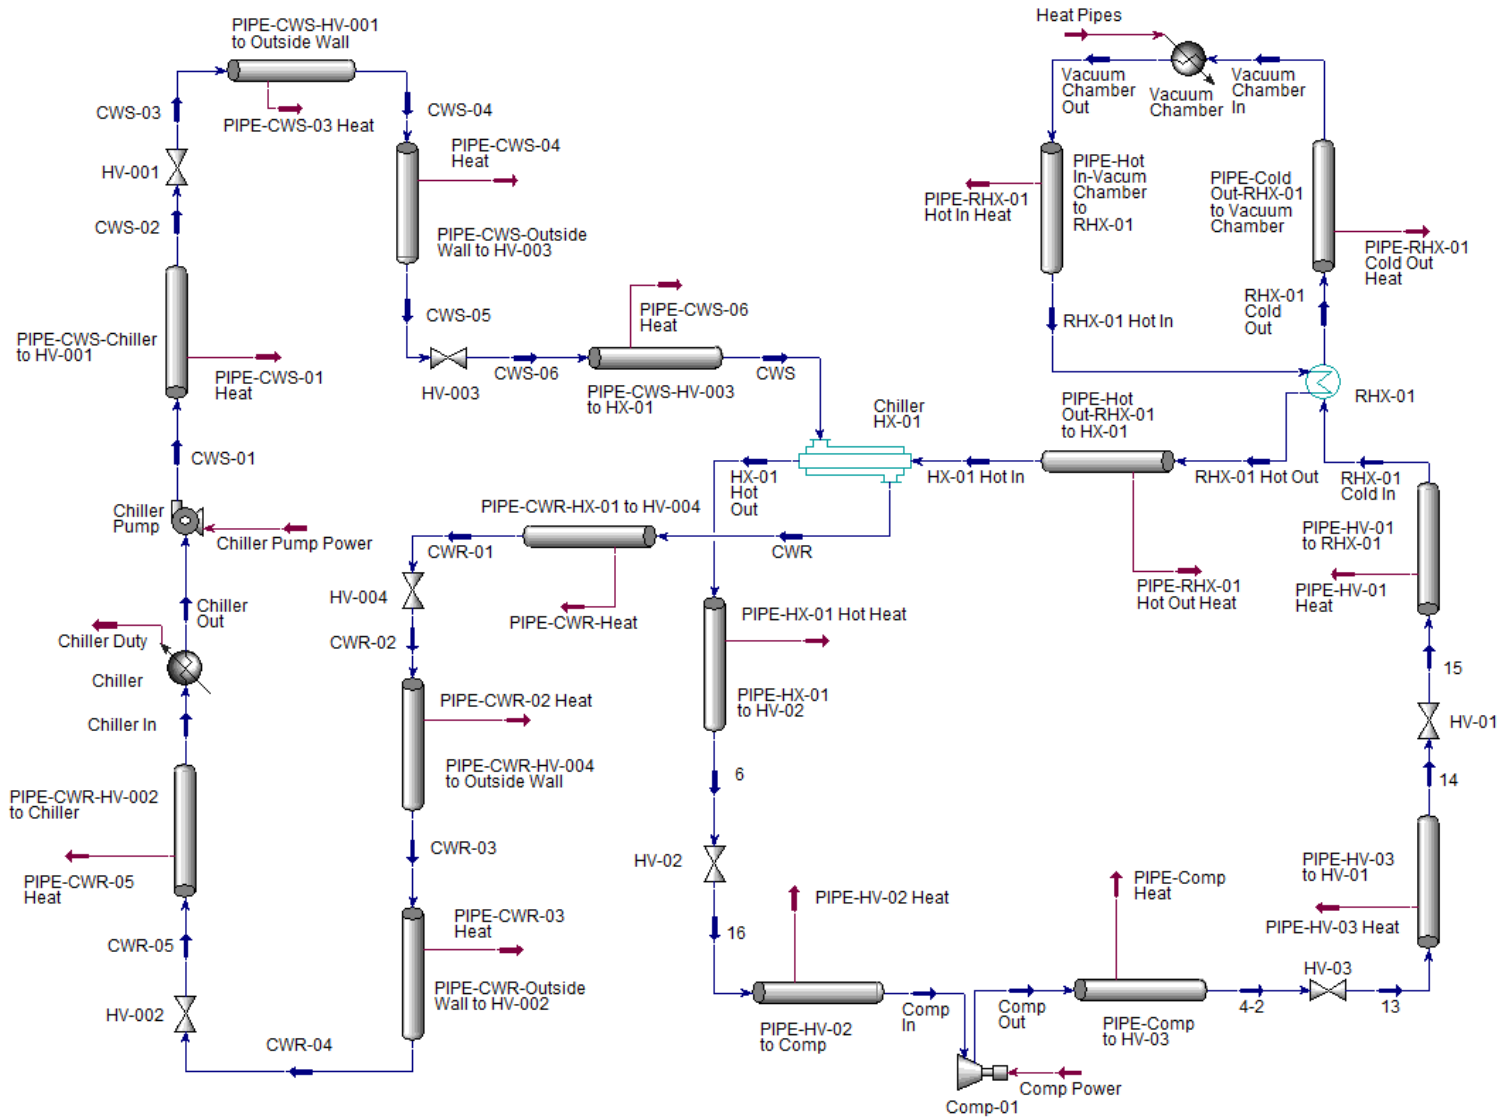 PIPE-CWS-HV-001
to Outside Wall
CWS-03
PIPE-CWS-03 Heat
CWS-04
HV-001
PIPE-CWS-04
Heat
CWS-02
PIPE-CWS-Outside
Wall to HV-003
PIPE-CWS-Chiller
to HV-001
PIPE-CWS-01
Heat
CWS-05
HV-003
CWS-06
PIPE-CWS-06
Heat
PIPE-CWS-HV-003
to HX-01
CWS
CWS-01
Chiller
Pump
Chiller Pump Power
Chiller
Out
Chiller Duty
Chiller
Chiller In
PIPE-CWR-HV-002
to Chiller
PIPE-CWR-05
Heat
CWR-05
HV-002
CWR-04
Chiller
HX-01
HX-01
Hot
Out
PIPE-CWR-HX-01 to HV-004
CWR-01
CWR
HV-004
PIPE-CWR-Heat
CWR-02
PIPE-CWR-02 Heat
PIPE-CWR-HV-004
to Outside Wall
CWR-03
PIPE-CWR-03
Heat
PIPE-CWR-Outside
Wall to HV-002
PIPE-HX-01 Hot Heat
PIPE-HX-01
to HV-02
6
HV-02
16
PIPE-HV-02 Heat
PIPE-HV-02
to Comp
Comp
In
Comp
Out
Comp-01
Comp Power
PIPE-Comp
Heat
PIPE-Comp
to HV-03
4-2
HV-03
13
PIPE-HV-03
to HV-01
PIPE-HV-03 Heat
14
HV-01
15
PIPE-HV-01
to RHX-01
PIPE-HV-01
Heat
RHX-01
Cold In
RHX-01
RHX-01 Hot Out
HX-01 Hot In
PIPE-Hot
Out-RHX-01
to HX-01
PIPE-RHX-01
Hot Out Heat
RHX-01
Cold
Out
PIPE-RHX-01
Cold Out
Heat
PIPE-Cold
Out-RHX-01
to Vacuum
Chamber
Vacuum
Chamber
In
Vacuum
Chamber
Heat Pipes
Vacuum
Chamber
Out
PIPE-Hot
In-Vacum
Chamber
to
RHX-01
PIPE-RHX-01
Hot In Heat
RHX-01 Hot In